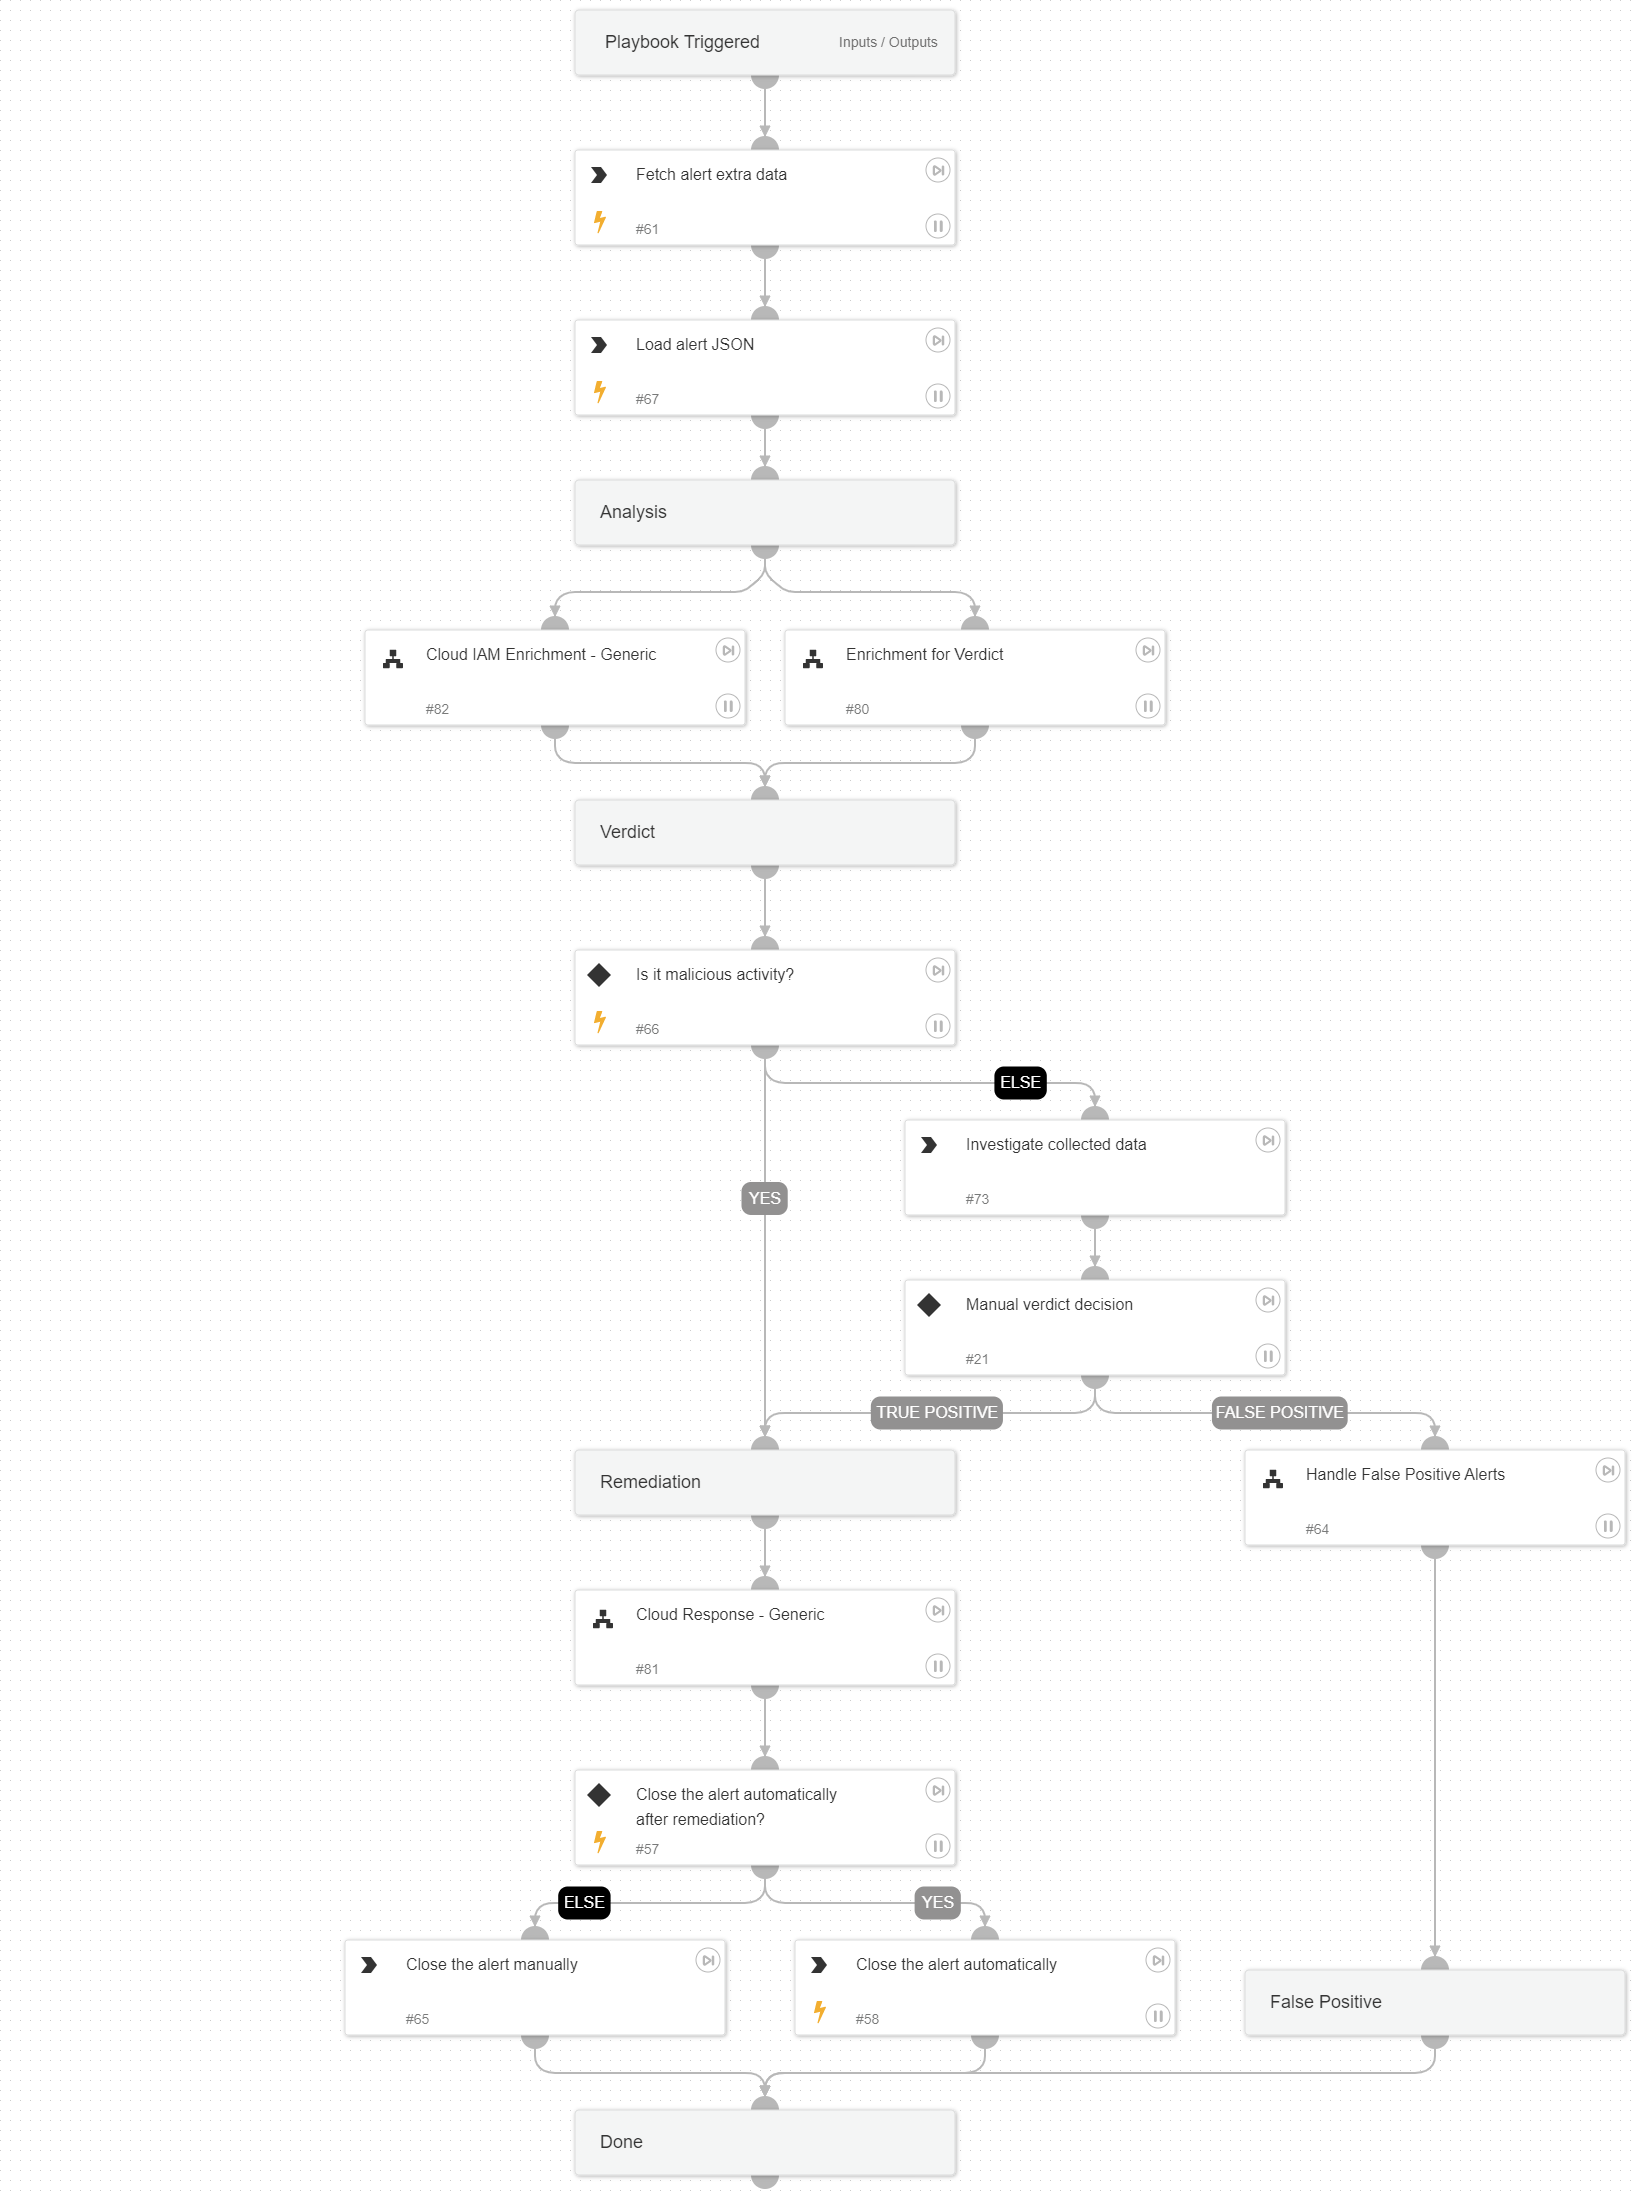 Playbook Triggered Inputs / Outputs
Fetch alert extra data
#61
Load alert JSON
#67
Analysis
Cloud IAM Enrichment - Generic
#82
Enrichment for Verdict
#80
Verdict
Is it malicious activity?
#66
ELSE
Investigate collected data
#73
YES
Manual verdict decision
#21
TRUE POSITIVE
FALSE POSITIVE
Remediation
Handle False Positive Alerts
#64
Cloud Response - Generic
#81
Close the alert automatically
after remediation?
#57
ELSE
YES
Close the alert manually
#65
Close the alert automatically
#58
False Positive
Done